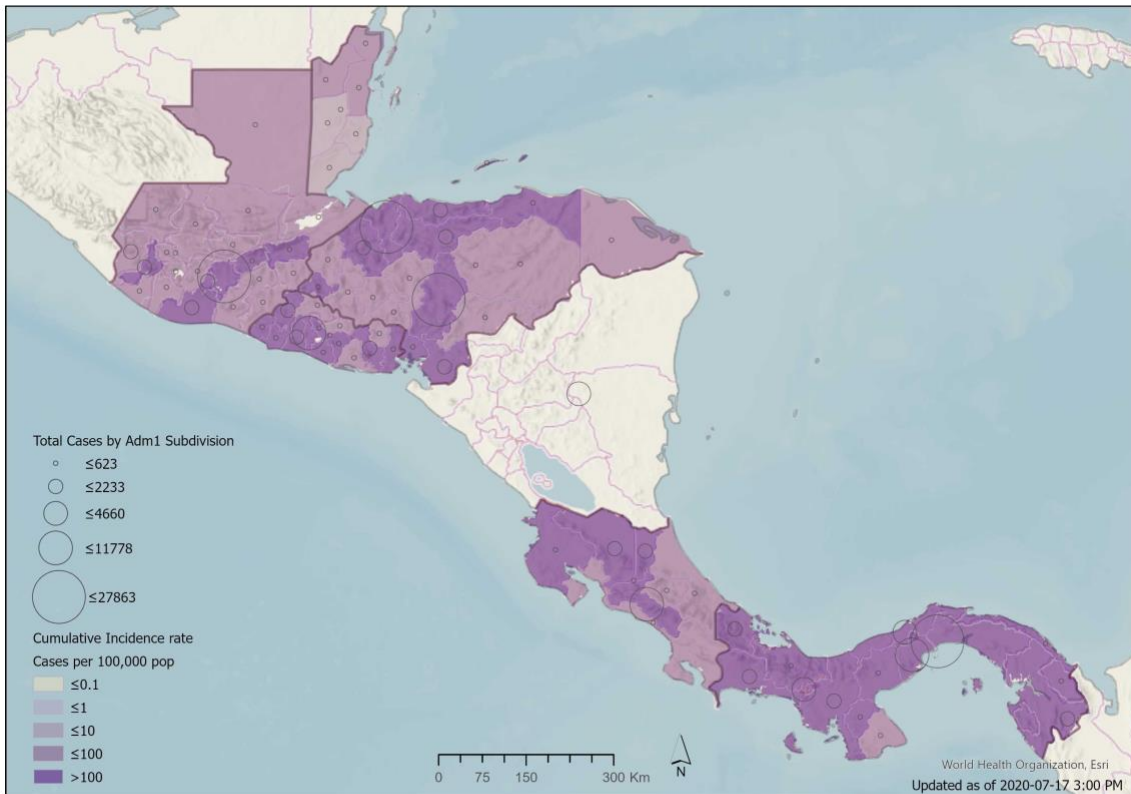 Total Cases by Adm1 Subdivision
≤623
≤2233
≤4660
≤11778
≤27863
Cumulative Incidence rate
Cases per 100,000 pop
≤0.1
≤1
≤10
≤100
>100
0 75 150 300 Km
N
World Health Organization, Esri
Updated as of 2020-07-17 3:00 PM